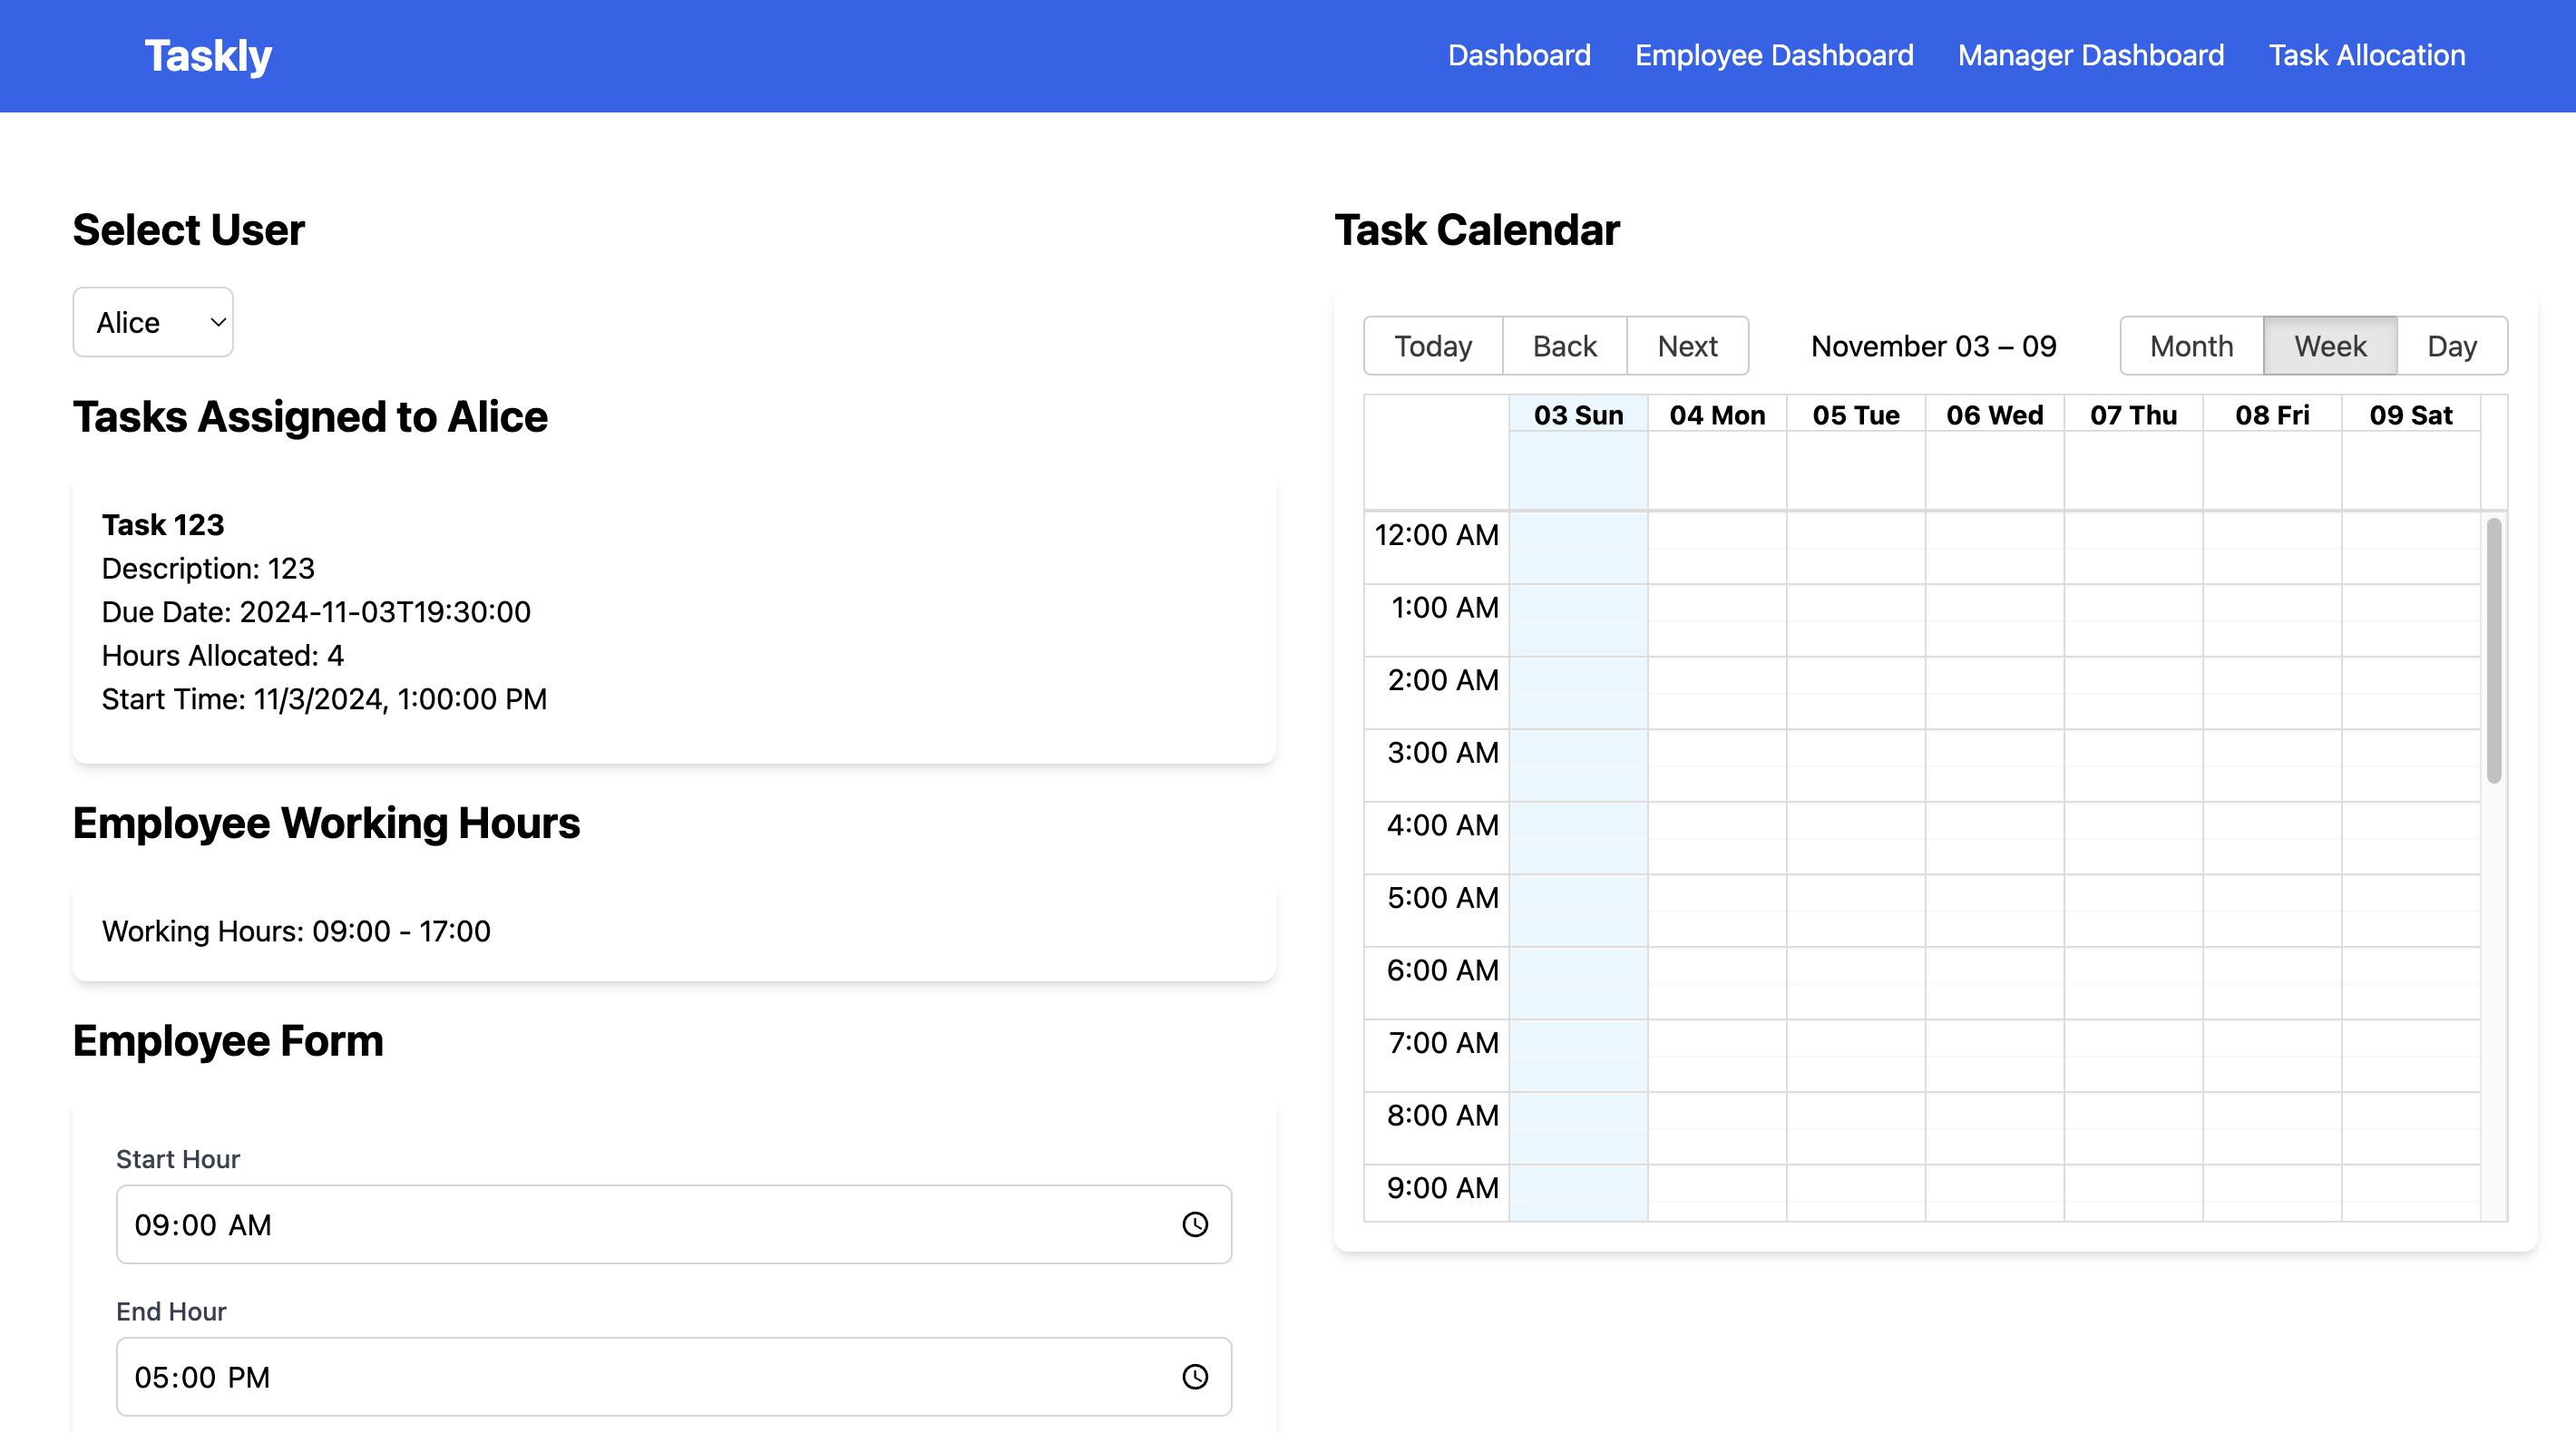 Taskly
Dashboard Employee Dashboard Manager Dashboard Task Allocation
Select User
Alice
Tasks Assigned to Alice
Task 123
Description: 123
Due Date: 2024-11-03T19:30:00
Hours Allocated: 4
Start Time: 11/3/2024, 1:00:00 PM
Employee Working Hours
Working Hours: 09:00 - 17:00
Employee Form
Start Hour
09:00 AM
End Hour
05:00 PM
Task Calendar
Today Back Next November 03 – 09 Month Week Day
03 Sun 04 Mon 05 Tue 06 Wed 07 Thu 08 Fri 09 Sat
12:00 AM
1:00 AM
2:00 AM
3:00 AM
4:00 AM
5:00 AM
6:00 AM
7:00 AM
8:00 AM
9:00 AM